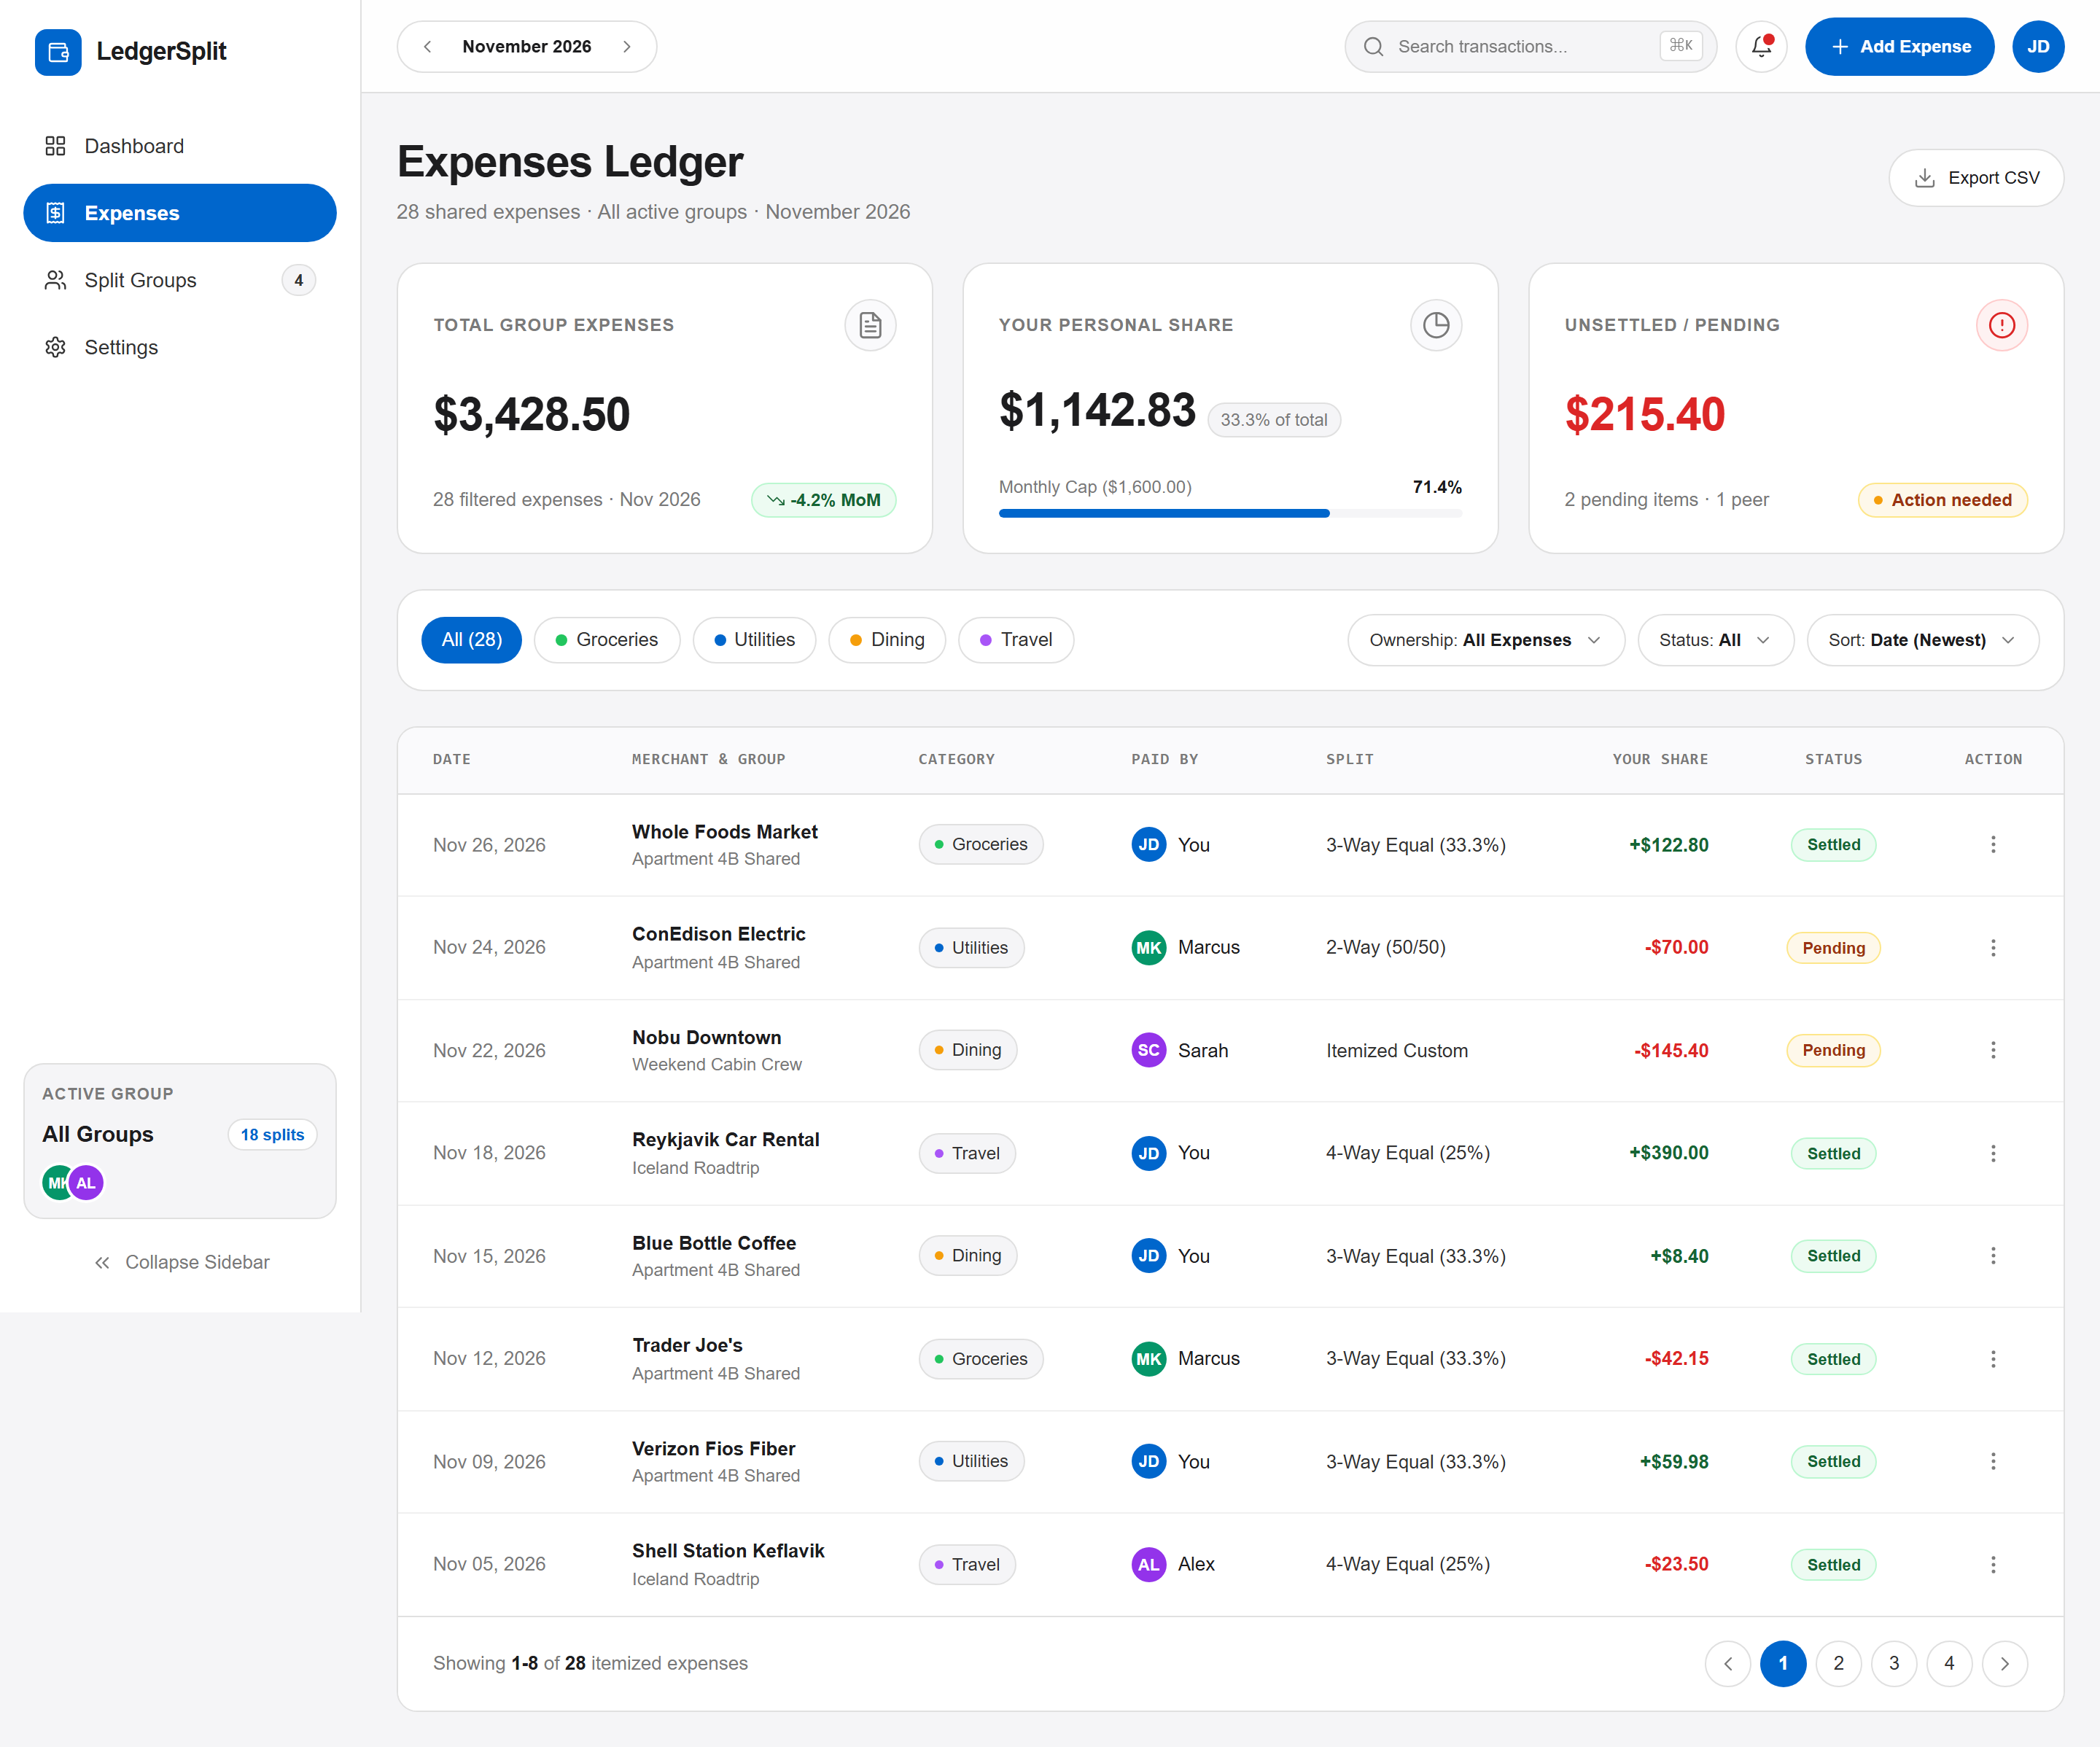 LedgerSplit
Dashboard
Expenses
Split Groups 4
Settings
ACTIVE GROUP
All Groups 18 splits
MK AL
Collapse Sidebar
November 2026
Search transactions... ⌘K
Add Expense
JD
Expenses Ledger
28 shared expenses · All active groups · November 2026
Export CSV
TOTAL GROUP EXPENSES
$3,428.50
28 filtered expenses · Nov 2026
-4.2% MoM
YOUR PERSONAL SHARE
$1,142.83 33.3% of total
Monthly Cap ($1,600.00) 71.4%
UNSETTLED / PENDING
$215.40
2 pending items · 1 peer
Action needed
All (28) Groceries Utilities Dining Travel
Ownership: All Expenses Status: All Sort: Date (Newest)
DATE MERCHANT & GROUP CATEGORY PAID BY SPLIT YOUR SHARE STATUS ACTION
Nov 26, 2026 Whole Foods Market Groceries JD You 3-Way Equal (33.3%) +$122.80 Settled
Apartment 4B Shared
Nov 24, 2026 ConEdison Electric Utilities MK Marcus 2-Way (50/50) -$70.00 Pending
Apartment 4B Shared
Nov 22, 2026 Nobu Downtown Dining SC Sarah Itemized Custom -$145.40 Pending
Weekend Cabin Crew
Nov 18, 2026 Reykjavik Car Rental Travel JD You 4-Way Equal (25%) +$390.00 Settled
Iceland Roadtrip
Nov 15, 2026 Blue Bottle Coffee Dining JD You 3-Way Equal (33.3%) +$8.40 Settled
Apartment 4B Shared
Nov 12, 2026 Trader Joe's Groceries MK Marcus 3-Way Equal (33.3%) -$42.15 Settled
Apartment 4B Shared
Nov 09, 2026 Verizon Fios Fiber Utilities JD You 3-Way Equal (33.3%) +$59.98 Settled
Apartment 4B Shared
Nov 05, 2026 Shell Station Keflavik Travel AL Alex 4-Way Equal (25%) -$23.50 Settled
Iceland Roadtrip
Showing 1-8 of 28 itemized expenses
1 2 3 4